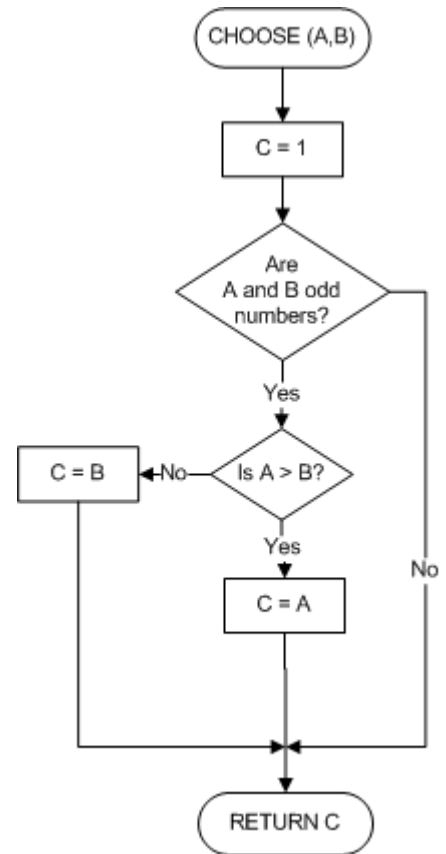 CHOOSE (A,B)
C = 1
Are
A and B odd
numbers?
Yes
No
Is A > B?
No
C = B
Yes
C = A
RETURN C